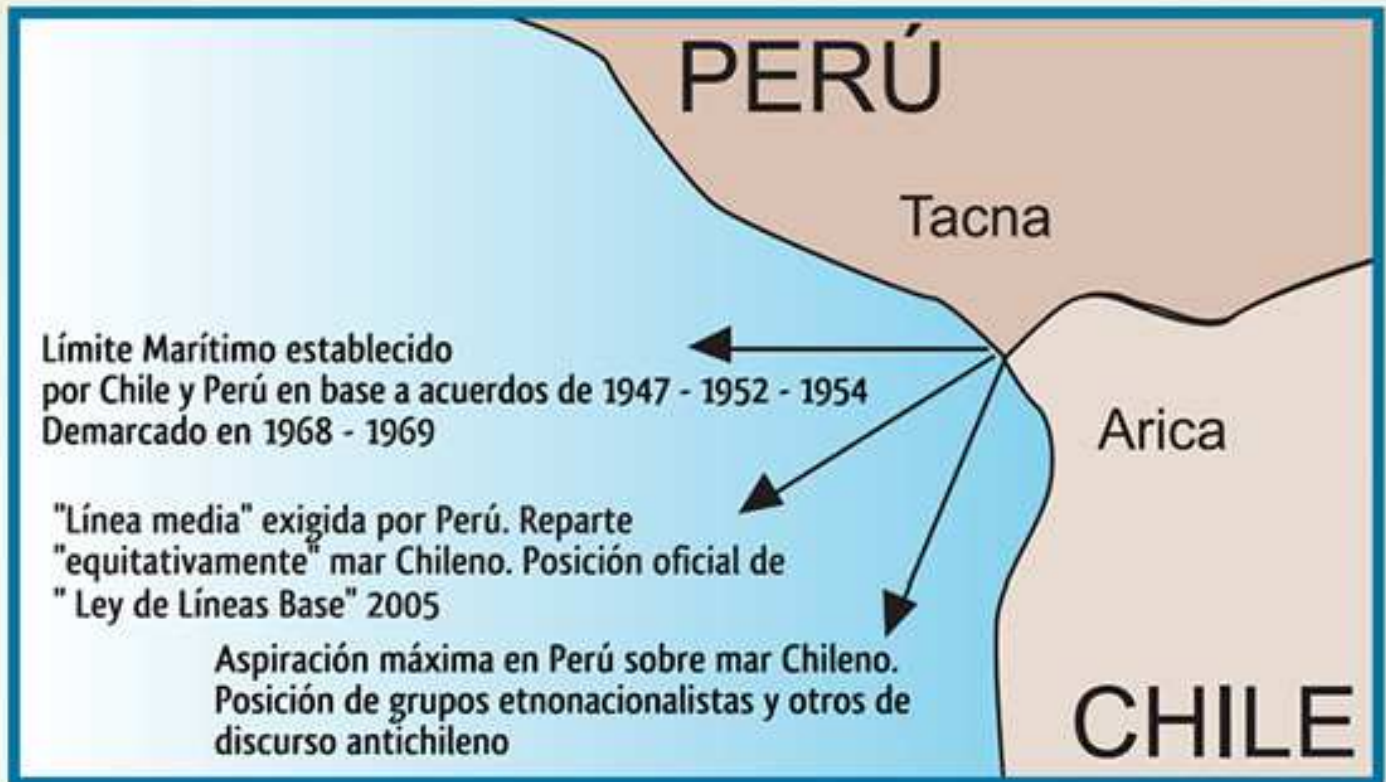 PERÚ
Tacna
Límite Marítimo establecido
por Chile y Perú en base a acuerdos de 1947 - 1952 - 1954
Demarcado en 1968 - 1969
Arica
"Línea media" exigida por Perú. Reparte
"equitativamente" mar Chileno. Posición oficial de
" Ley de Líneas Base" 2005
Aspiración máxima en Perú sobre mar Chileno.
Posición de grupos etnonacionalistas y otros de
discurso antichileno
CHILE